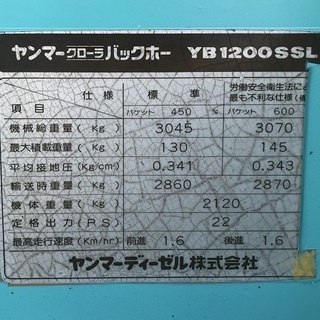 ヤンマークローラバックホー YB1200SSL
仕様 標準 労働安全衛生法に
最も不利な仕様
項目 バケット 450 % バケット 600
機械総重量 (Kg) 3045 3070
最大積載重量 (Kg) 130 145
平均接地圧 (Kg/cm²) 0.341 0.343
輸送時重量 (Kg) 2860 2870
機体重量 (Kg) 2120
定格出力 (P.S) 22
最高走行速度 (Km/hr) 前進 1.6 後進 1.6
ヤンマーディーゼル株式会社